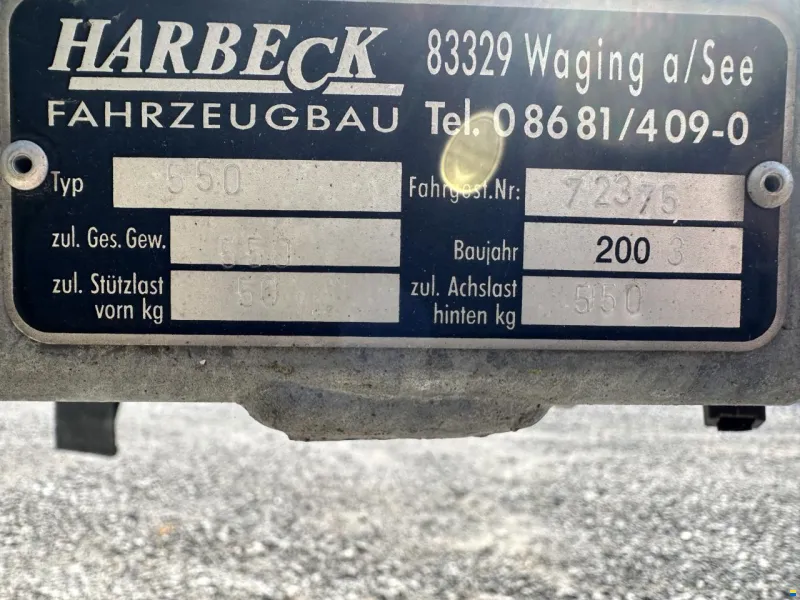 HARBECK
FAHRZEUGBAU
83329 Waging a/See
Tel. 08681/409-0
Typ 550
Fahrgest.Nr: 72375
zul. Ges. Gew. 550
Baujahr 2003
zul. Stützlast vorn kg 50
zul. Achslast hinten kg 550